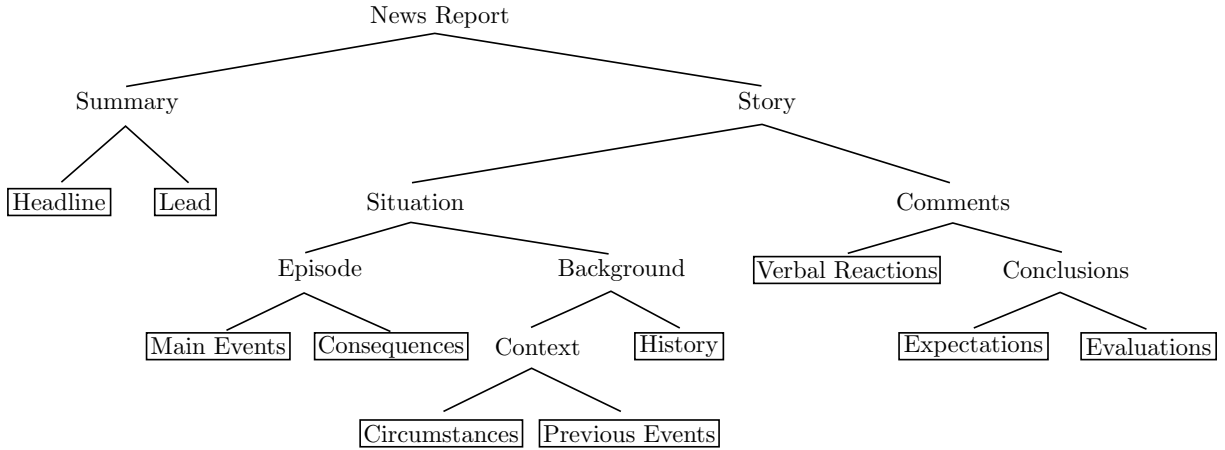 News Report
Summary Story
Headline Lead Situation Comments
Episode Background Verbal Reactions Conclusions
Main Events Consequences Context History Expectations Evaluations
Circumstances Previous Events